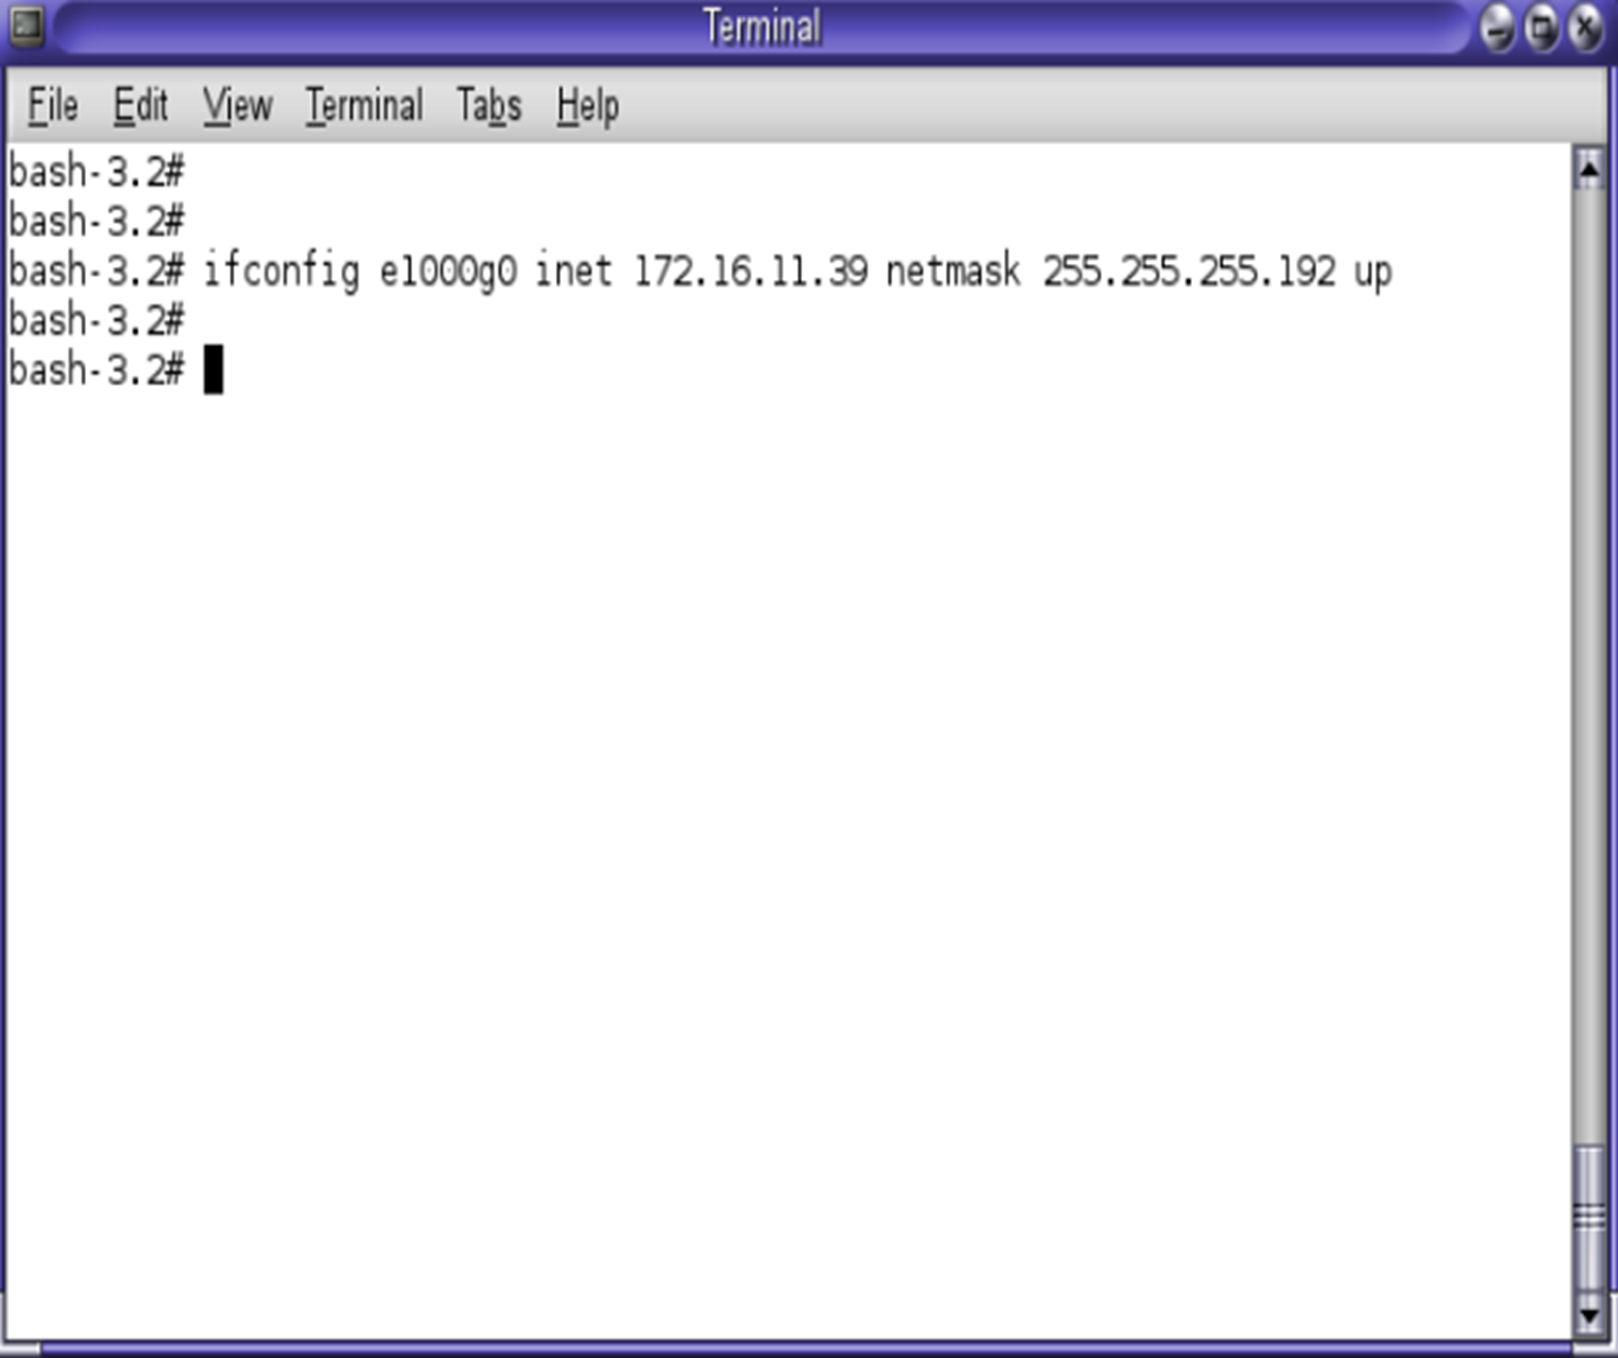 Terminal
File Edit View Terminal Tabs Help
bash-3.2#
bash-3.2#
bash-3.2# ifconfig e1000g0 inet 172.16.11.39 netmask 255.255.255.192 up
bash-3.2#
bash-3.2#